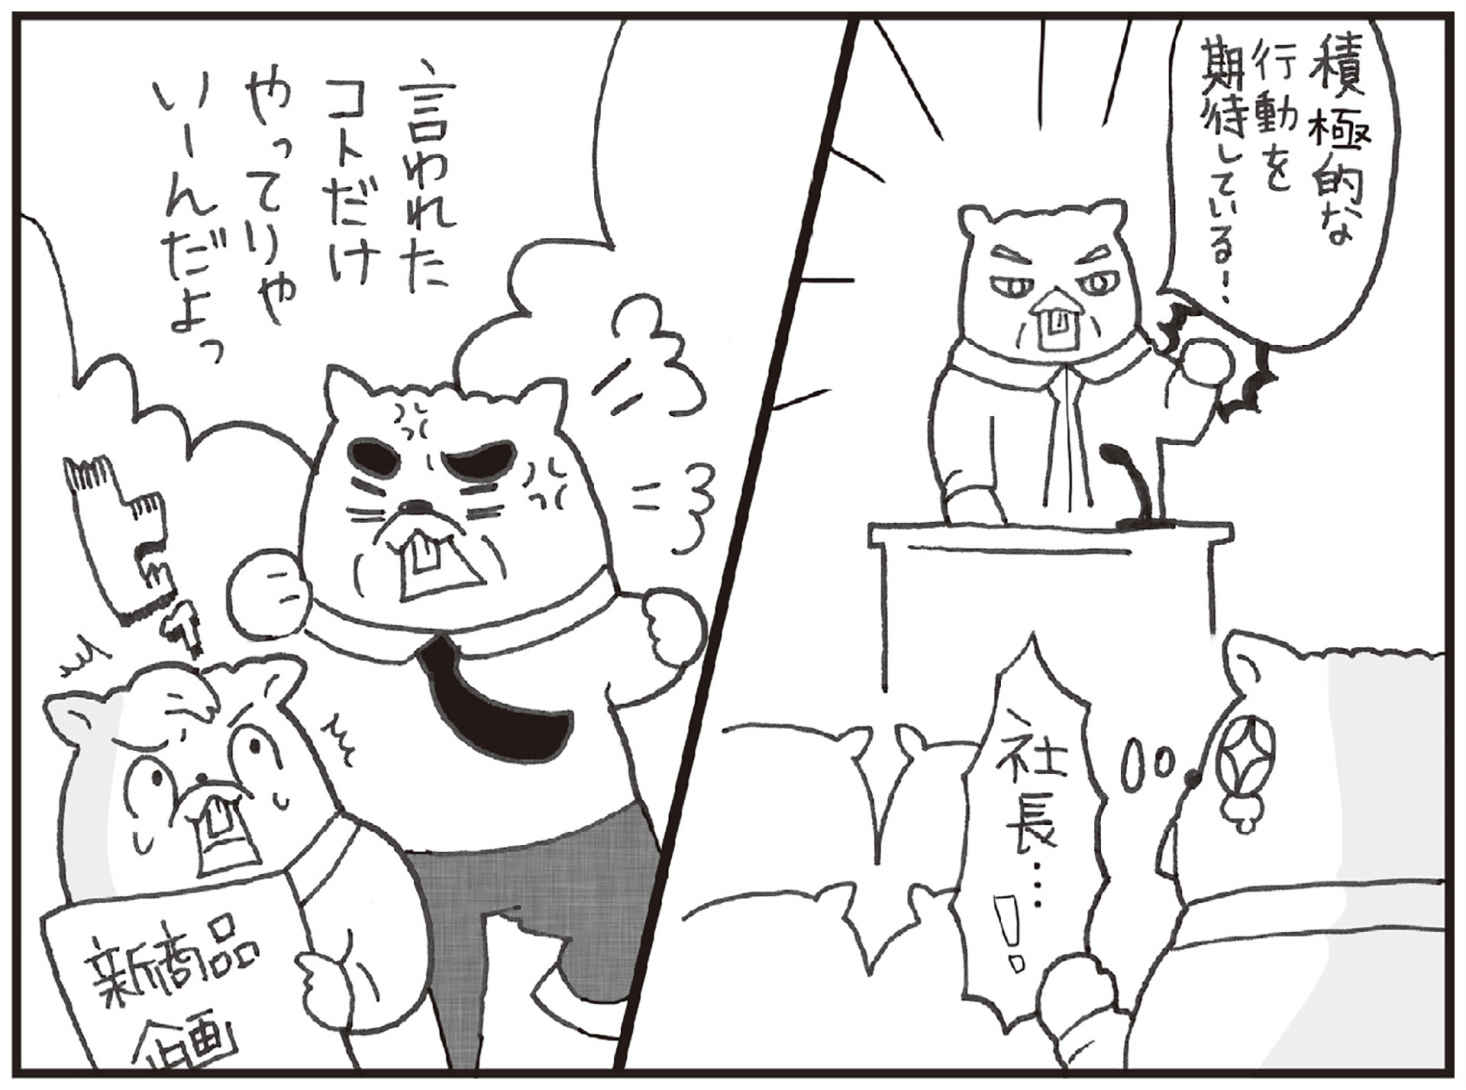 積極的な
行動を
期待している!
社長…!
言われた
コトだけ
やってりゃ
いーんだよっ
新商品
企画